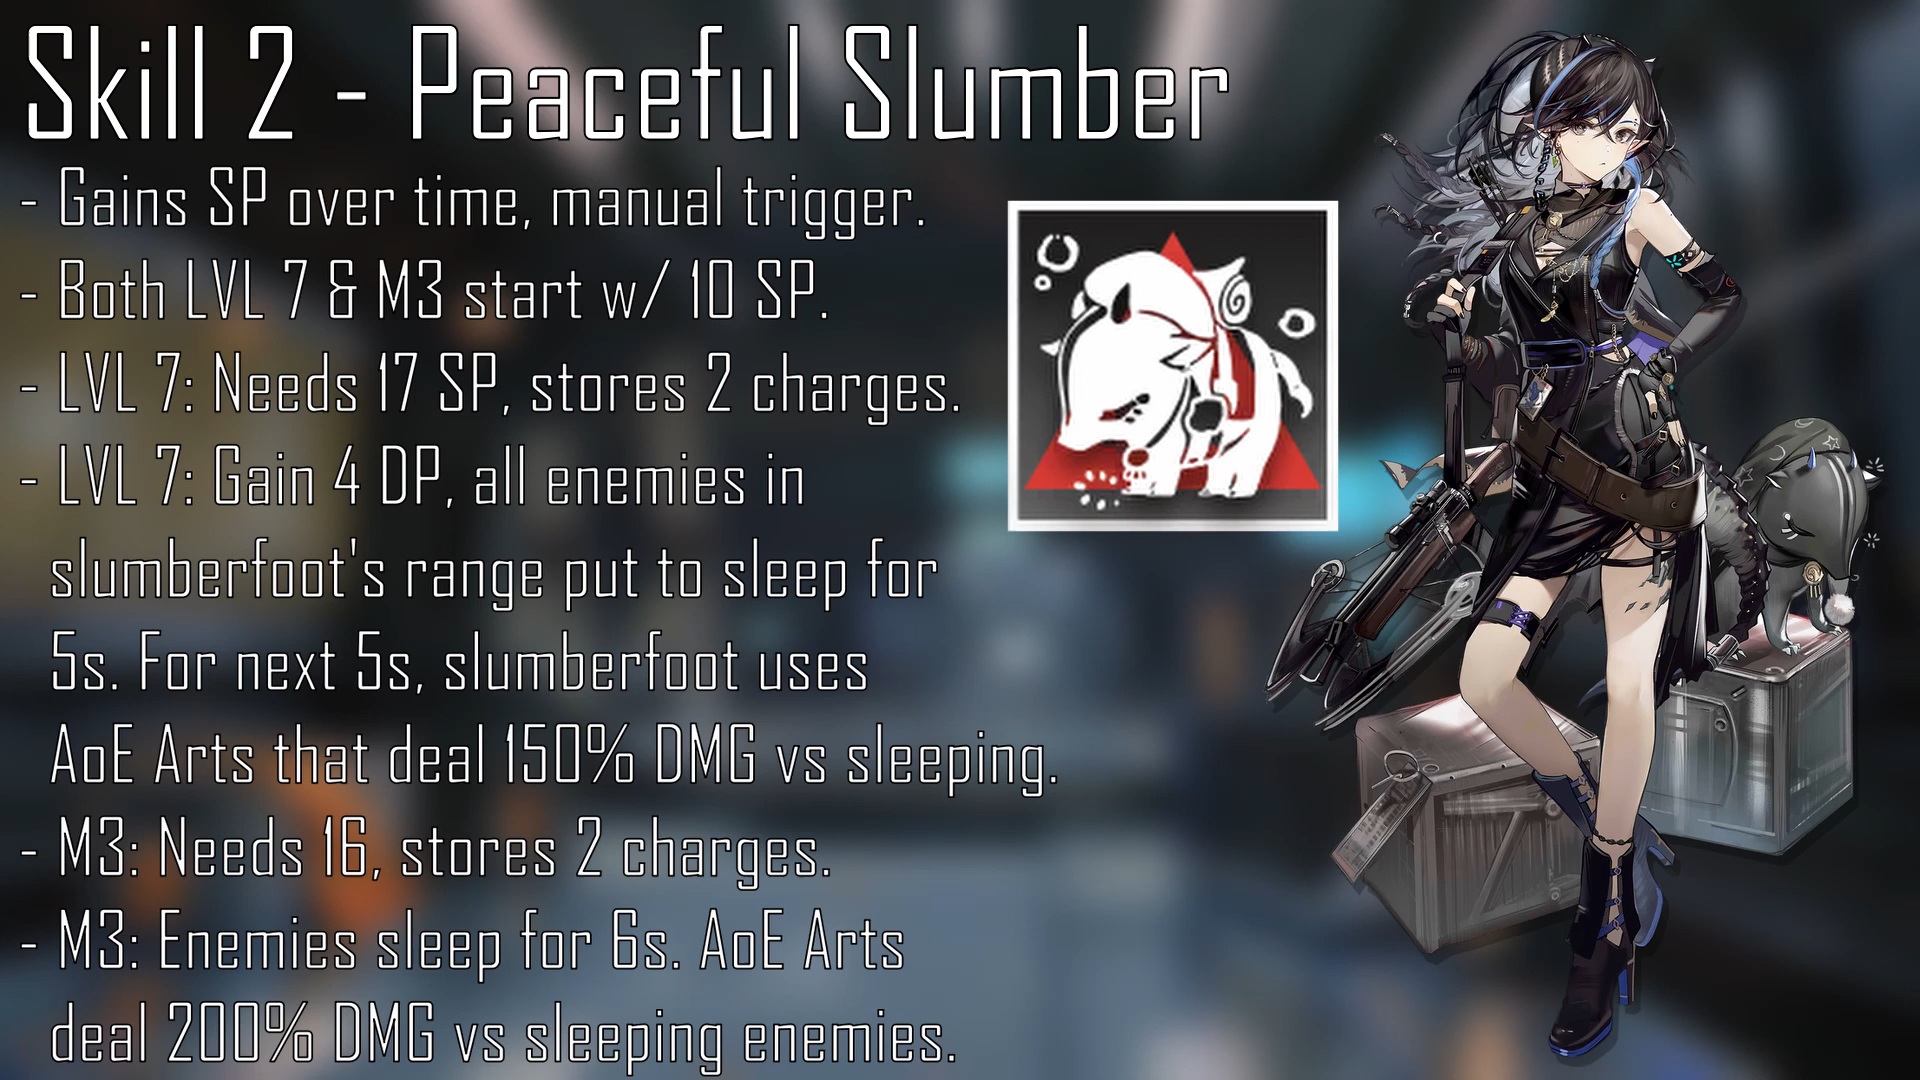 Skill 2 - Peaceful Slumber
- Gains SP over time, manual trigger.
- Both LVL 7 & M3 start w/ 10 SP.
- LVL 7: Needs 17 SP, stores 2 charges.
- LVL 7: Gain 4 DP, all enemies in
slumberfoot's range put to sleep for
5s. For next 5s, slumberfoot uses
AoE Arts that deal 150% DMG vs sleeping.
- M3: Needs 16, stores 2 charges.
- M3: Enemies sleep for 6s. AoE Arts
deal 200% DMG vs sleeping enemies.